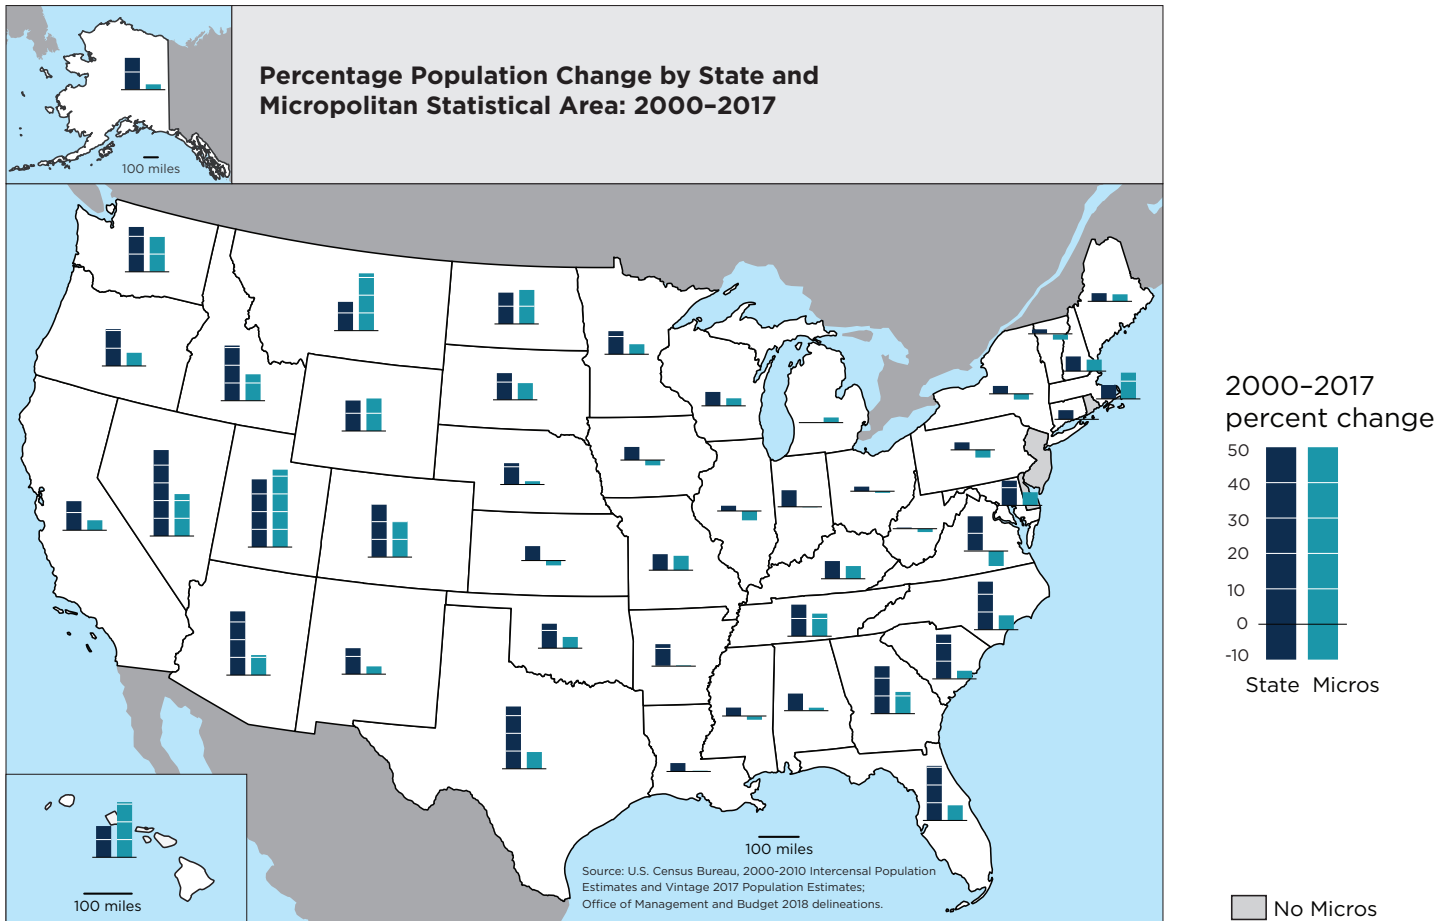 Percentage Population Change by State and
Micropolitan Statistical Area: 2000–2017
100 miles
2000–2017
percent change
50
40
30
20
10
0
-10
State Micros
100 miles
100 miles
Source: U.S. Census Bureau, 2000-2010 Intercensal Population
Estimates and Vintage 2017 Population Estimates;
Office of Management and Budget 2018 delineations.
No Micros